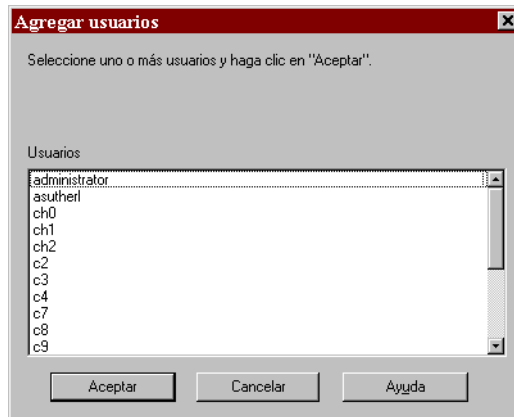 Agregar usuarios
Seleccione uno o más usuarios y haga clic en "Aceptar".
Usuarios
administrator
asutherl
ch0
ch1
ch2
c2
c3
c4
c7
c8
c9
Aceptar Cancelar Ayuda